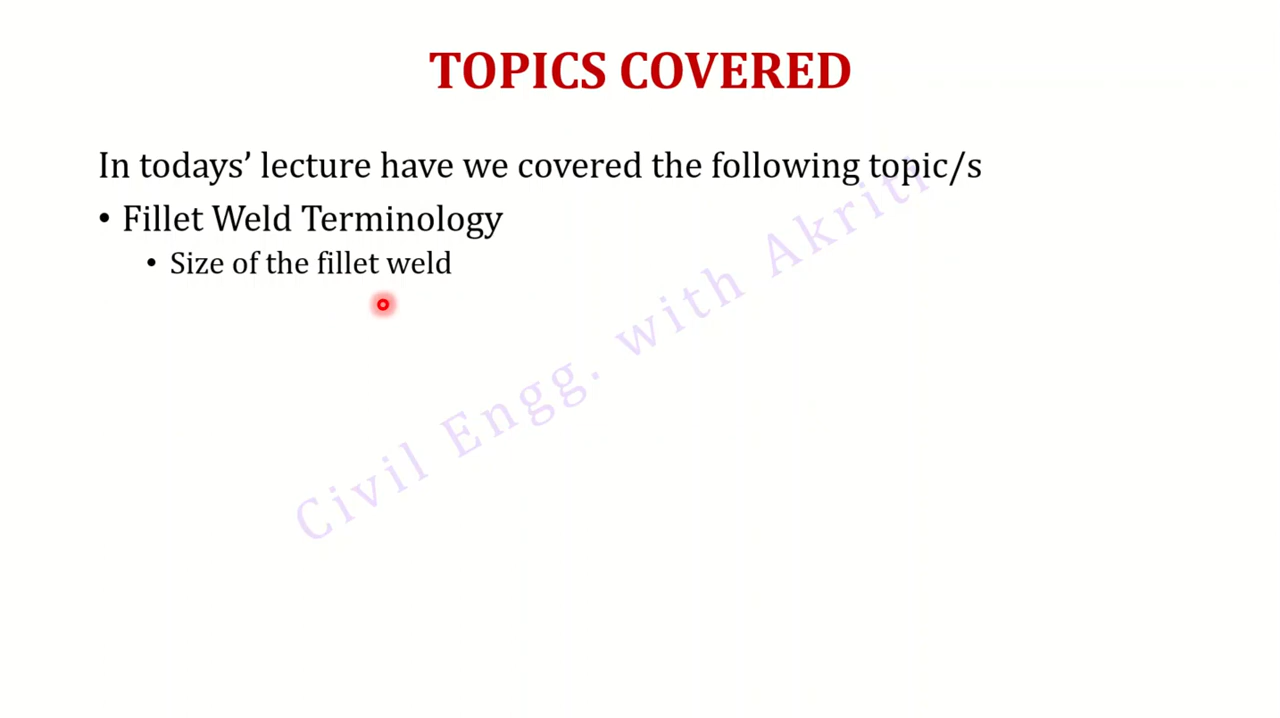 TOPICS COVERED
In todays’ lecture have we covered the following topic/s
• Fillet Weld Terminology
• Size of the fillet weld
Civil Engg. with Akriti